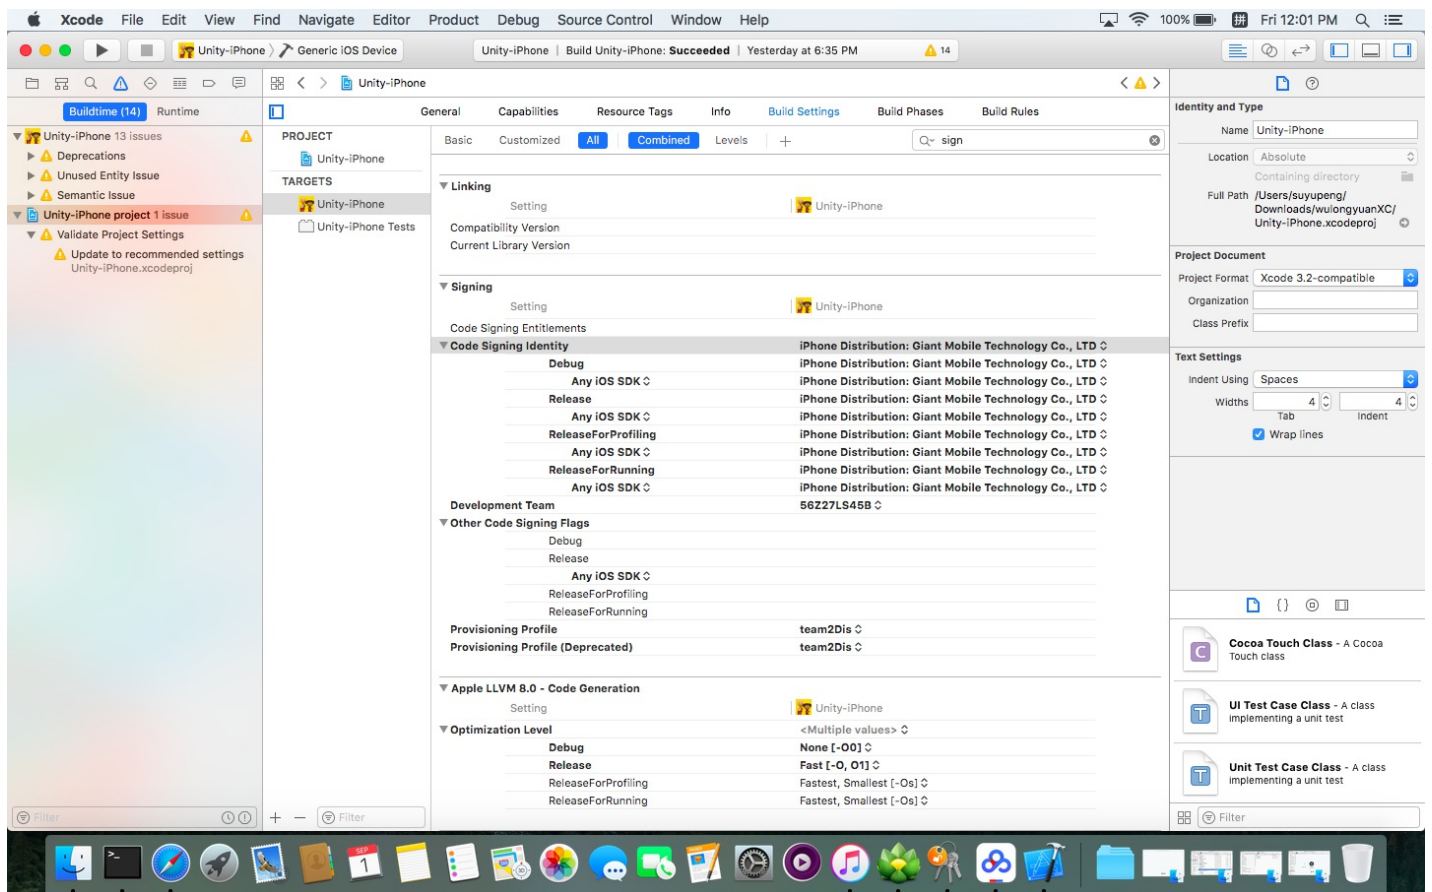 Xcode File Edit View Find Navigate Editor Product Debug Source Control Window Help 100% 拼 Fri 12:01 PM
Unity-iPhone Generic iOS Device Unity-iPhone | Build Unity-iPhone: Succeeded | Yesterday at 6:35 PM 14
Unity-iPhone
Buildtime (14) Runtime
Unity-iPhone 13 issues
Deprecations
Unused Entity Issue
Semantic Issue
Unity-iPhone project 1 issue
Validate Project Settings
Update to recommended settings
Unity-iPhone.xcodeproj
Filter
General Capabilities Resource Tags Info Build Settings Build Phases Build Rules
PROJECT
Unity-iPhone
TARGETS
Unity-iPhone
Unity-iPhone Tests
Filter
Basic Customized All Combined Levels + sign
Linking
Setting Unity-iPhone
Compatibility Version
Current Library Version
Signing
Setting Unity-iPhone
Code Signing Entitlements
Code Signing Identity iPhone Distribution: Giant Mobile Technology Co., LTD
Debug iPhone Distribution: Giant Mobile Technology Co., LTD
Any iOS SDK iPhone Distribution: Giant Mobile Technology Co., LTD
Release iPhone Distribution: Giant Mobile Technology Co., LTD
Any iOS SDK iPhone Distribution: Giant Mobile Technology Co., LTD
ReleaseForProfiling iPhone Distribution: Giant Mobile Technology Co., LTD
Any iOS SDK iPhone Distribution: Giant Mobile Technology Co., LTD
ReleaseForRunning iPhone Distribution: Giant Mobile Technology Co., LTD
Any iOS SDK iPhone Distribution: Giant Mobile Technology Co., LTD
Development Team 56Z27LS45B
Other Code Signing Flags
Debug
Release
Any iOS SDK
ReleaseForProfiling
ReleaseForRunning
Provisioning Profile team2Dis
Provisioning Profile (Deprecated) team2Dis
Apple LLVM 8.0 - Code Generation
Setting Unity-iPhone
Optimization Level <Multiple values>
Debug None [-O0]
Release Fast [-O, O1]
ReleaseForProfiling Fastest, Smallest [-Os]
ReleaseForRunning Fastest, Smallest [-Os]
Identity and Type
Name Unity-iPhone
Location Absolute
Containing directory
Full Path /Users/suyupeng/
Downloads/wulongyuanXC/
Unity-iPhone.xcodeproj
Project Document
Project Format Xcode 3.2-compatible
Organization
Class Prefix
Text Settings
Indent Using Spaces
Widths 4 4
Tab Indent
Wrap lines
Cocoa Touch Class - A Cocoa
Touch class
UI Test Case Class - A class
implementing a unit test
Unit Test Case Class - A class
implementing a unit test
Filter
SEP
1